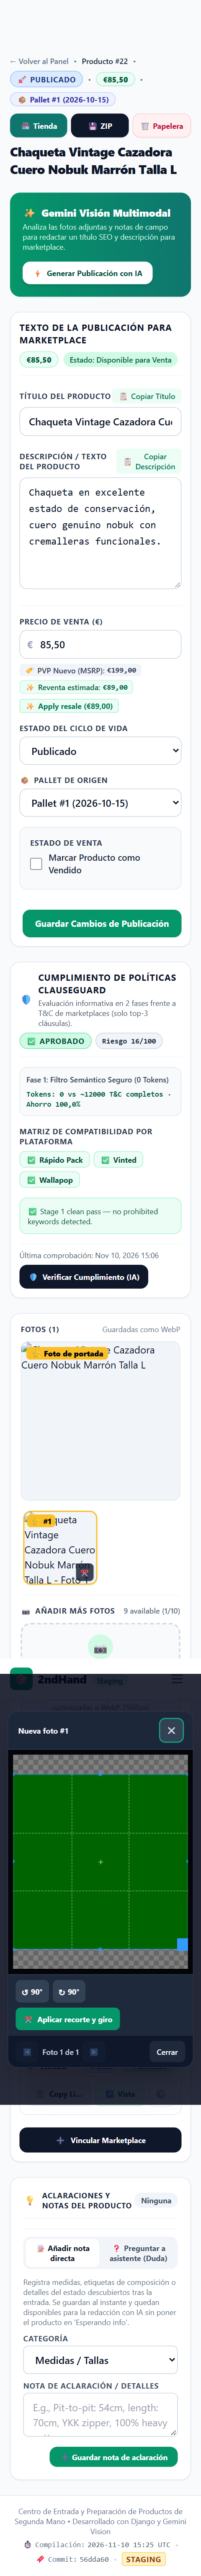 ← Volver al Panel • Producto #22 •
🚀 PUBLICADO • €85,50 •
📦 Pallet #1 (2026-10-15)
🏪 Tienda 💾 ZIP 🗑️ Papelera
Chaqueta Vintage Cazadora
Cuero Nobuk Marrón Talla L
✨ Gemini Visión Multimodal
Analiza las fotos ajuntas y notas de campo
para redactar un título SEO y descripción para
marketplace.
⚡ Generar Publicación con IA
TEXTO DE LA PUBLICACIÓN PARA
MARKETPLACE
€85,50 Estado: Disponible para Venta
TÍTULO DEL PRODUCTO 📋 Copiar Título
Chaqueta Vintage Cazadora Cue
DESCRIPCIÓN / TEXTO
DEL PRODUCTO
📋 Copiar
Descripción
Chaqueta en excelente
estado de conservación,
cuero genuino nobuk con
cremalleras funcionales.
PRECIO DE VENTA (€)
€ 85,50
🏷️ PVP Nuevo (MSRP): €199,00
✨ Reventa estimada: €89,00
✨ Apply resale (€89,00)
ESTADO DEL CICLO DE VIDA
Publicado
📦 PALLET DE ORIGEN
Pallet #1 (2026-10-15)
ESTADO DE VENTA
Marcar Producto como
Vendido
Guardar Cambios de Publicación
🛡️ CUMPLIMIENTO DE POLÍTICAS
CLAUSEGUARD
Evaluación informativa en 2 fases frente a
T&C de marketplaces (solo top-3
cláusulas).
✅ APROBADO Riesgo 16/100
Fase 1: Filtro Semántico Seguro (0 Tokens)
Tokens: 0 vs ~12000 T&C completos ·
Ahorro 100,0%
MATRIZ DE COMPATIBILIDAD POR
PLATAFORMA
✅ Rápido Pack ✅ Vinted
✅ Wallapop
✅ Stage 1 clean pass — no prohibited
keywords detected.
Última comprobación: Nov 10, 2026 15:06
🛡️ Verificar Cumplimiento (IA)
FOTOS (1) Guardadas como WebP
Foto de portada
Cazadora
Cuero Nobuk Marrón Talla L
#1
Vintage
Cazadora Cuero
Nobuk Marrón
Talla L - Foto 1
📷 AÑADIR MÁS FOTOS 9 available (1/10)
2ndHand Staging
Nueva foto #1 ✕
↺ 90° ↻ 90°
✂️ Aplicar recorte y giro
Foto 1 de 1 Cerrar
➕ Vincular Marketplace
💡 ACLARACIONES Y
NOTAS DEL PRODUCTO Ninguna
📝 Añadir nota
directa
❓ Preguntar a
asistente (Duda)
Registra medidas, etiquetas de composición o
detalles del estado descubiertos tras la
entrada. Se guardan al instante y quedan
disponibles para la redacción con IA sin poner
el producto en 'Esperando info'.
CATEGORÍA
Medidas / Tallas
NOTA DE ACLARACIÓN / DETALLES
E.g., Pit-to-pit: 54cm, length:
70cm, YKK zipper, 100% heavy
➕ Guardar nota de aclaración
Centro de Entrada y Preparación de Productos de
Segunda Mano • Desarrollado con Django y Gemini
Vision
Compilación: 2026-11-10 15:25 UTC ·
Commit: 56dda60 · STAGING